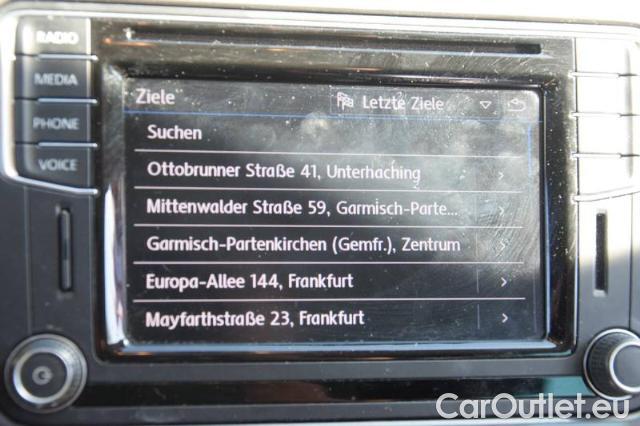 RADIO
MEDIA
PHONE
VOICE
Ziele
Letzte Ziele
Suchen
Ottobrunner Straße 41, Unterhaching
Mittenwalder Straße 59, Garmisch-Parte...
Garmisch-Partenkirchen (Gemfr.), Zentrum
Europa-Allee 144, Frankfurt
Mayfarthstraße 23, Frankfurt
CarOutlet.eu